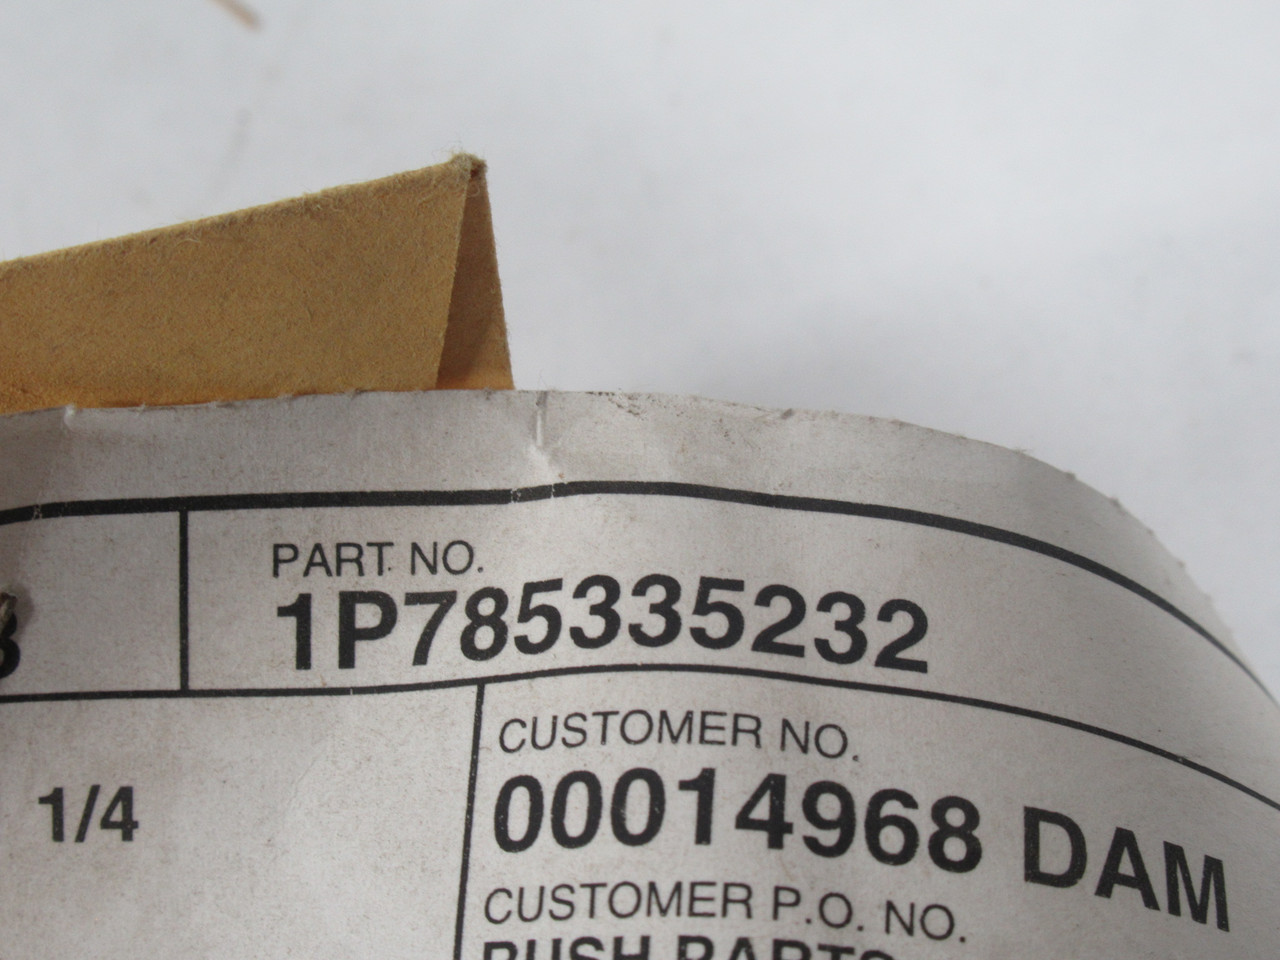 PART NO.
1P785335232
1/4
CUSTOMER NO.
00014968 DAM
CUSTOMER P.O. NO.